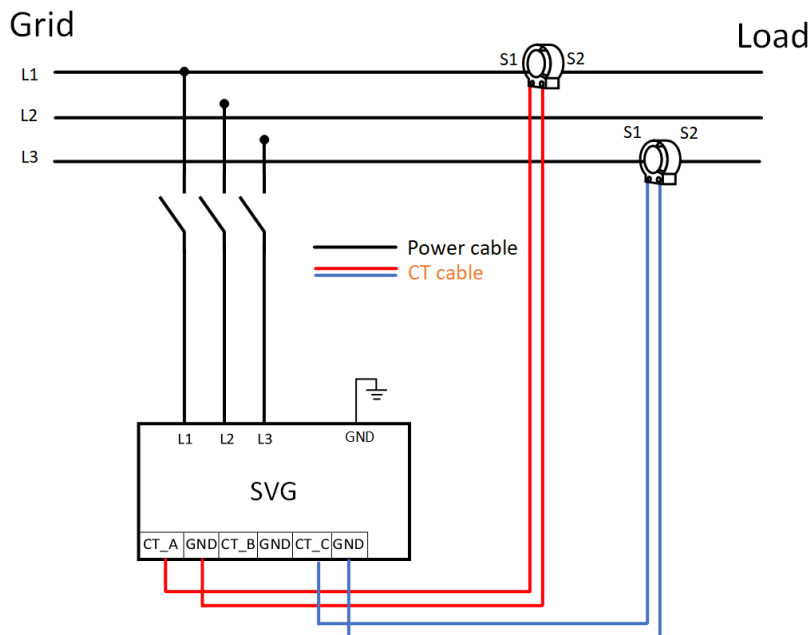 Grid
Load
S1 S2
L1
L2
S1 S2
L3
Power cable
CT cable
L1 L2 L3 GND
SVG
CT_A GND CT_B GND CT_C GND